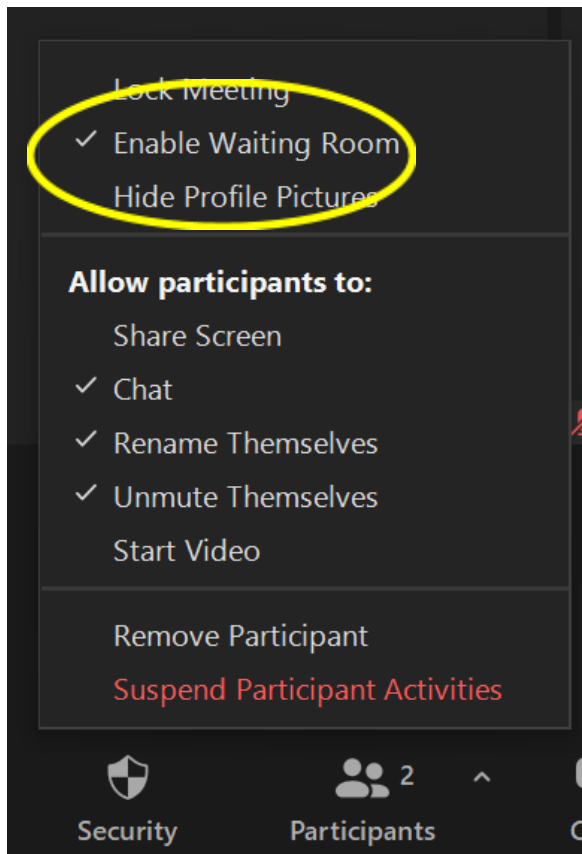 Lock Meeting
Enable Waiting Room
Hide Profile Pictures
Allow participants to:
Share Screen
Chat
Rename Themselves
Unmute Themselves
Start Video
Remove Participant
Suspend Participant Activities
2
Security Participants